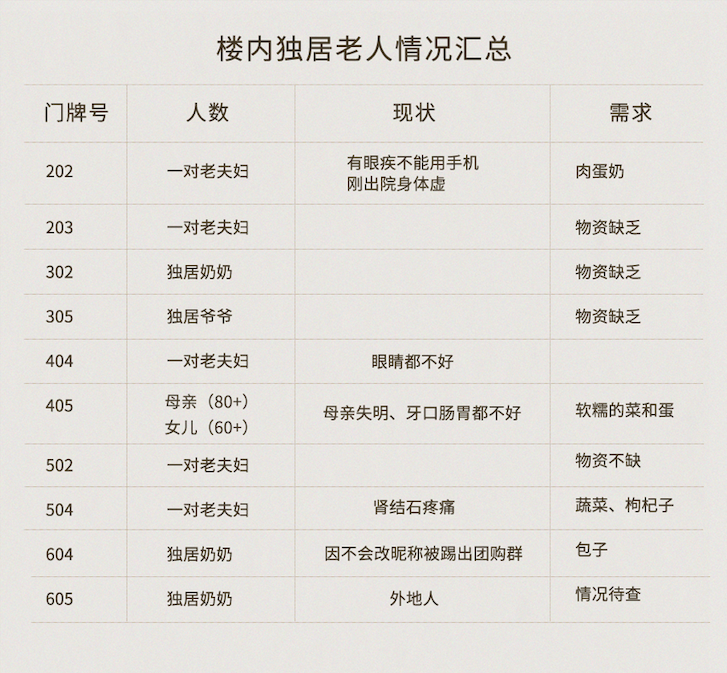 楼内独居老人情况汇总
门牌号 人数 现状 需求
202 一对老夫妇 有眼疾不能用手机 肉蛋奶
刚出院身体虚
203 一对老夫妇 物资缺乏
302 独居奶奶 物资缺乏
305 独居爷爷 物资缺乏
404 一对老夫妇 眼睛都不好
405 母亲（80+） 母亲失明、牙口肠胃都不好 软糯的菜和蛋
女儿（60+）
502 一对老夫妇 物资不缺
504 一对老夫妇 肾结石疼痛 蔬菜、枸杞子
604 独居奶奶 因不会改昵称被踢出团购群 包子
605 独居奶奶 外地人 情况待查